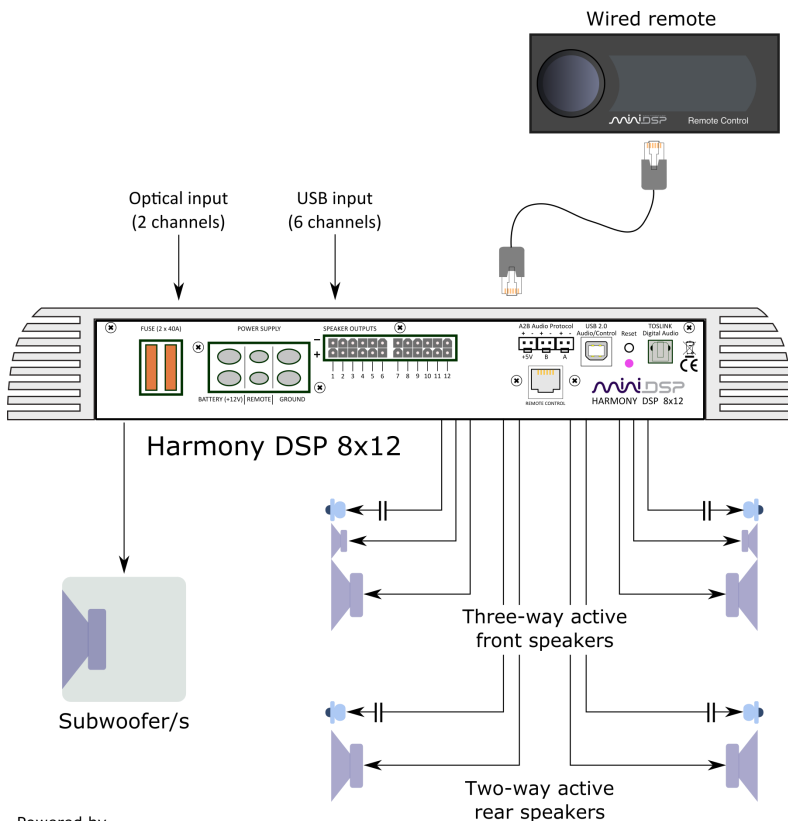 Wired remote
miniDSP Remote Control
Optical input
(2 channels)
USB input
(6 channels)
FUSE (2 x 40A)
POWER SUPPLY
SPEAKER OUTPUTS
A2B Audio Protocol
USB 2.0
Audio/Control
Reset
TOSLINK
Digital Audio
+ - + - + -
+5V B A
−
+
1 2 3 4 5 6 7 8 9 10 11 12
BATTERY (+12V) REMOTE GROUND
REMOTE CONTROL
CE
miniDSP
HARMONY DSP 8x12
Harmony DSP 8x12
Three-way active
front speakers
Subwoofer/s
Two-way active
rear speakers
Powered by